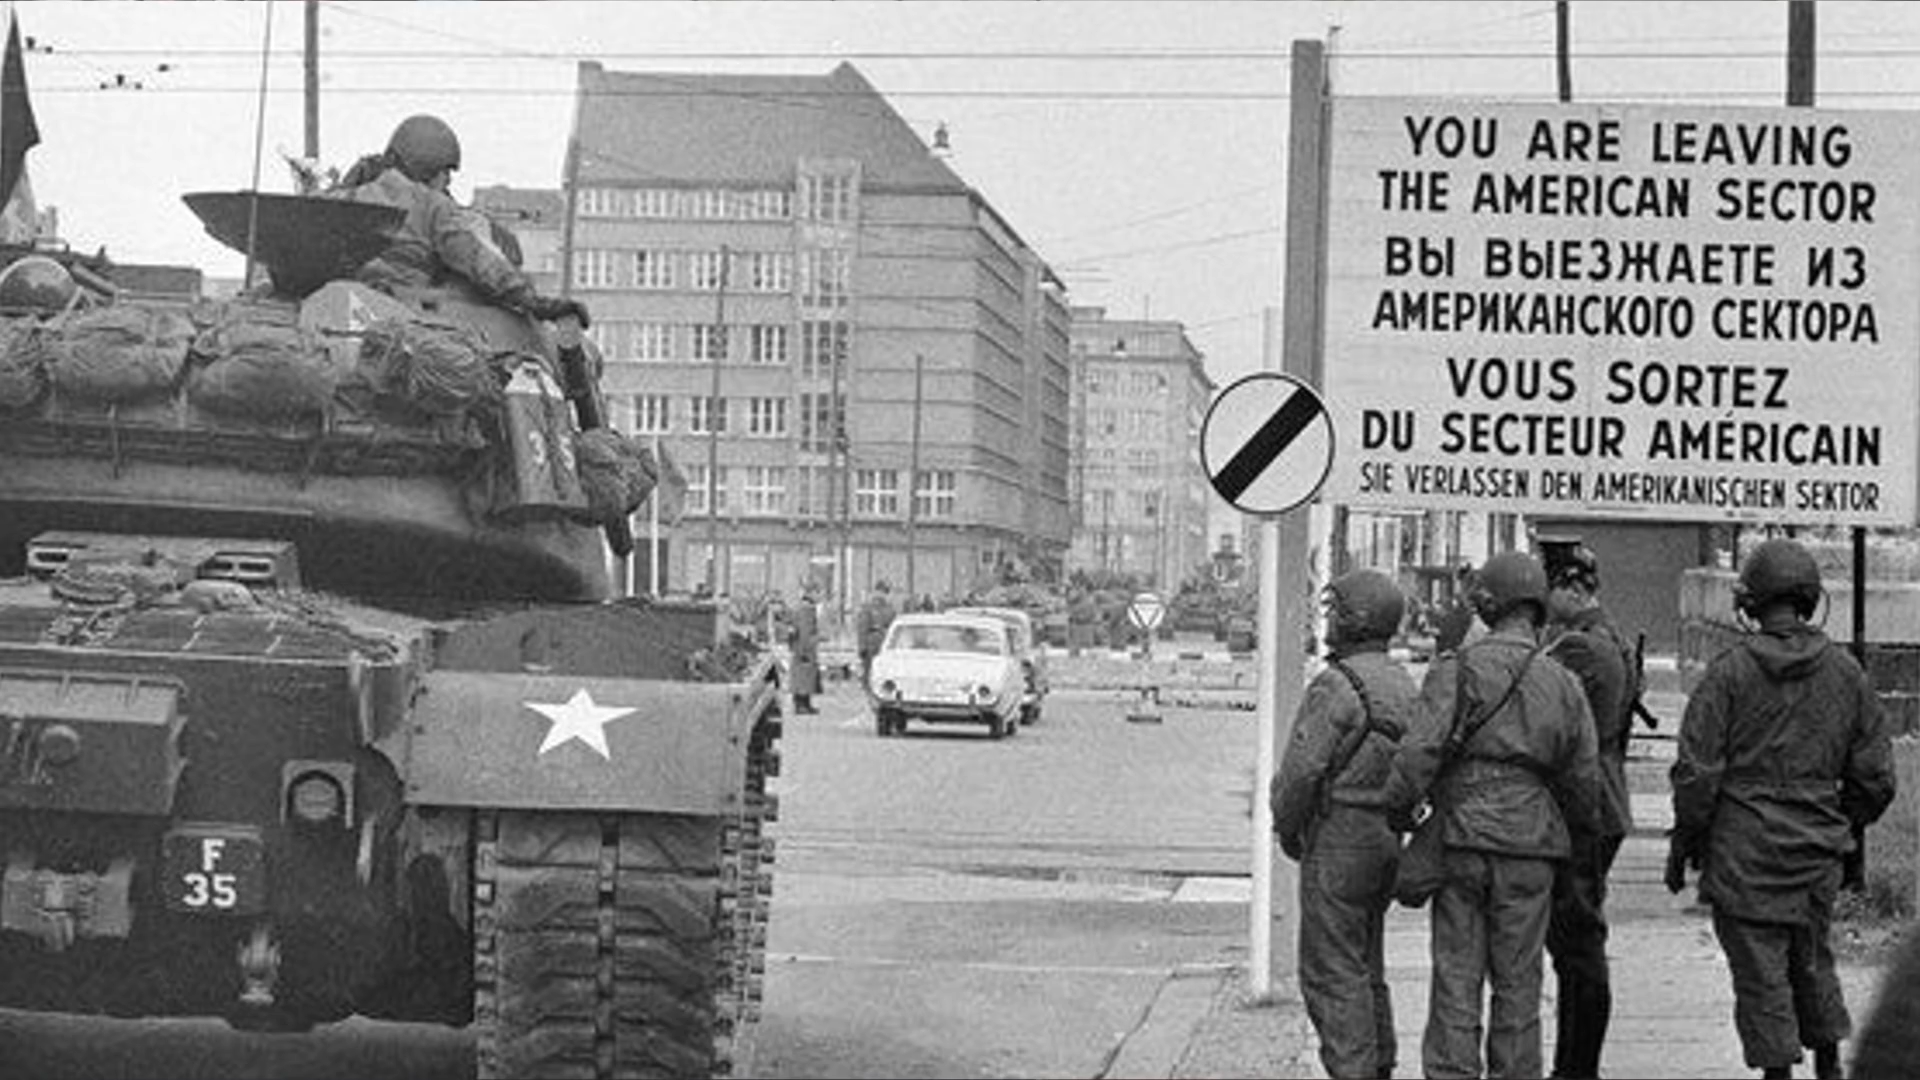 YOU ARE LEAVING
THE AMERICAN SECTOR
ВЫ ВЫЕЗЖАЕТЕ ИЗ
АМЕРИКАНСКОГО СЕКТОРА
VOUS SORTEZ
DU SECTEUR AMÉRICAIN
SIE VERLASSEN DEN AMERIKANISCHEN SEKTOR
F
35
35